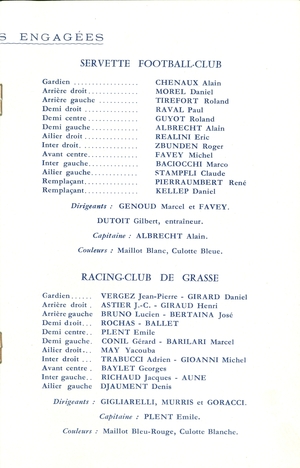 S ENGAGÉES
SERVETTE FOOTBALL-CLUB
Gardien .................. CHENAUX Alain
Arrière droit.............. MOREL Daniel
Arrière gauche ........... TIREFORT Roland
Demi droit ............... RAVAL Paul
Demi centre .............. GUYOT Roland
Demi gauche............. ALBRECHT Alain
Ailier droit............... REALINI Eric
Inter droit. .............. ZBUNDEN Roger
Avant centre.............. FAVEY Michel
Inter gauche.............. BACIOCCHI Marco
Ailier gauche............. STAMPFLI Claude
Remplaçant............... PIERRAUMBERT René
Remplaçant............... KELLEP Daniel
Dirigeants : GENOUD Marcel et FAVEY.
DUTOIT Gilbert, entraîneur.
Capitaine : ALBRECHT Alain.
Couleurs : Maillot Blanc, Culotte Bleue.
RACING-CLUB DE GRASSE
Gardien...... VERGEZ Jean-Pierre - GIRARD Daniel
Arrière droit . ASTIER J.-C. - GIRAUD Henri
Arrière gauche BRUNO Lucien - BERTAINA José
Demi droit... ROCHAS - BALLET
Demi centre.. PLENT Emile
Demi gauche. CONIL Gérard - BARILARI Marcel
Ailier droit... MAY Yacouba
Inter droit ... TRABUCCI Adrien - GIOANNI Michel
Avant centre . BAYLET Georges
Inter gauche.. RICHAUD Jacques - AUNE
Ailier gauche DJAUMENT Denis
Dirigeants : GIGLIARELLI, MURRIS et GORACCI.
Capitaine : PLENT Emile.
Couleurs : Maillot Bleu-Rouge, Culotte Blanche.